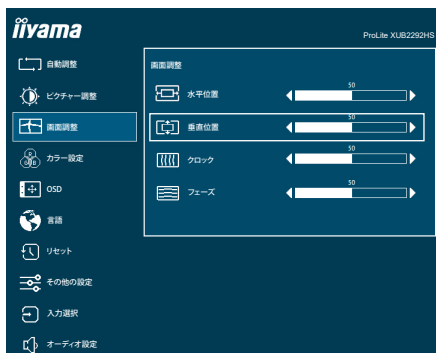 iiyama
ProLite XUB2292HS
自動調整
ピクチャー調整
画面調整
カラー設定
OSD
言語
リセット
その他の設定
入力選択
オーディオ設定
画面調整
水平位置
50
垂直位置
50
クロック
50
フェーズ
50